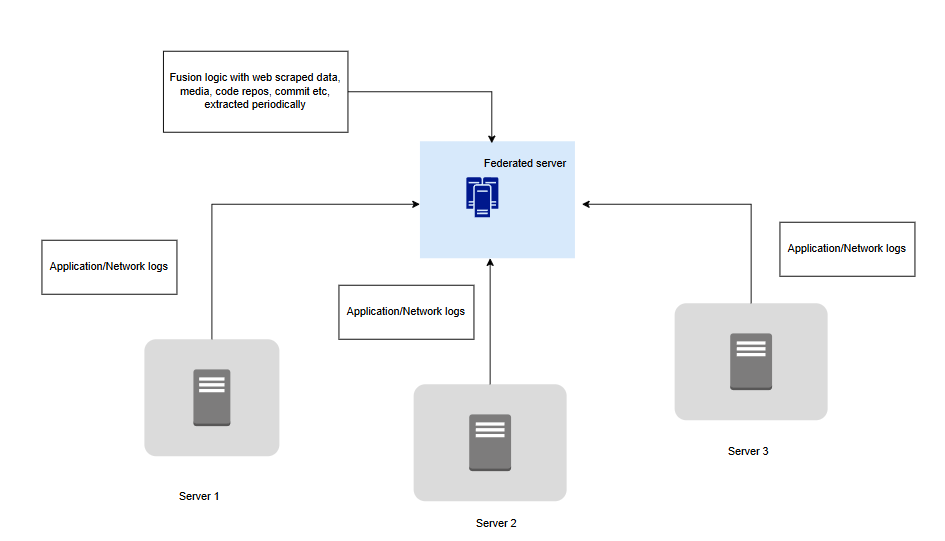 Fusion logic with web scraped data,
media, code repos, commit etc,
extracted periodically
Federated server
Application/Network logs
Application/Network logs
Application/Network logs
Server 1
Server 2
Server 3